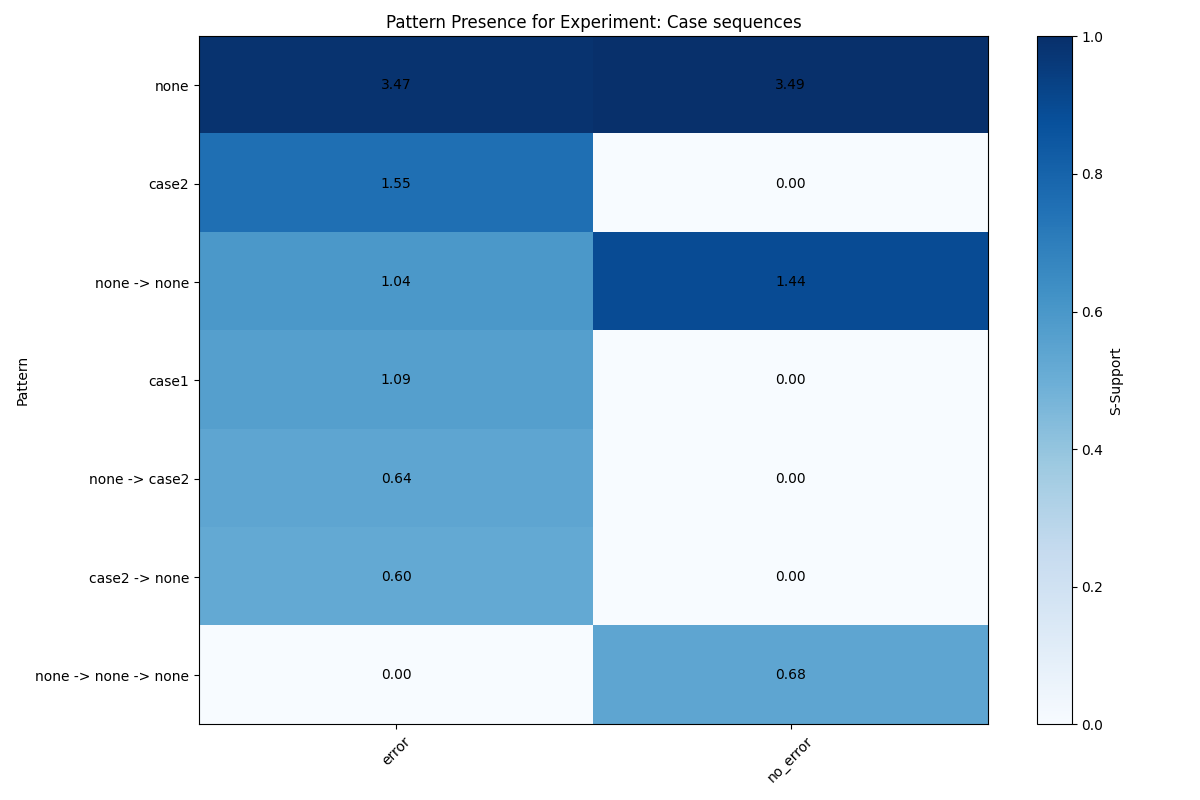 Pattern Presence for Experiment: Case sequences
Pattern
none 3.47 3.49
case2 1.55 0.00
none -> none 1.04 1.44
case1 1.09 0.00
none -> case2 0.64 0.00
case2 -> none 0.60 0.00
none -> none -> none 0.00 0.68
error no_error
1.0
0.8
0.6
0.4
0.2
0.0
S-Support